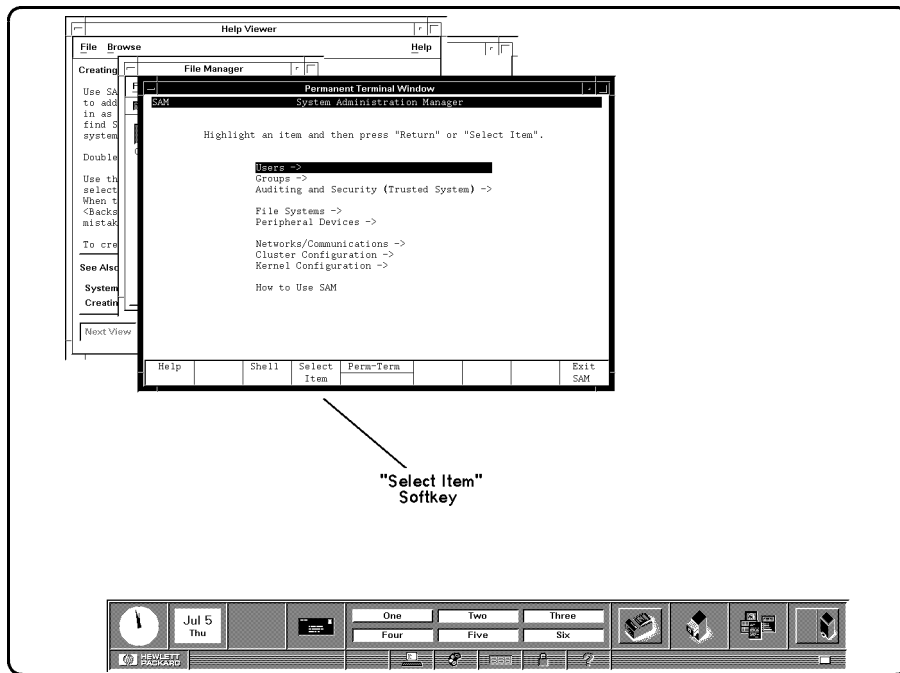 Help Viewer
File Browse Help
Creating
Use SA
to add
in as
find S
system
Double
Use th
select
When t
<Backs
mistak
To cre
See Also
System
Creatin
Next View
File Manager
F
Permanent Terminal Window
SAM System Administration Manager
Highlight an item and then press "Return" or "Select Item".
Users ->
Groups ->
Auditing and Security (Trusted System) ->
File Systems ->
Peripheral Devices ->
Networks/Communications ->
Cluster Configuration ->
Kernel Configuration ->
How to Use SAM
Help Shell Select Item Perm-Term Exit SAM
"Select Item"
Softkey
Jul 5
Thu
One Two Three
Four Five Six
HEWLETT
PACKARD